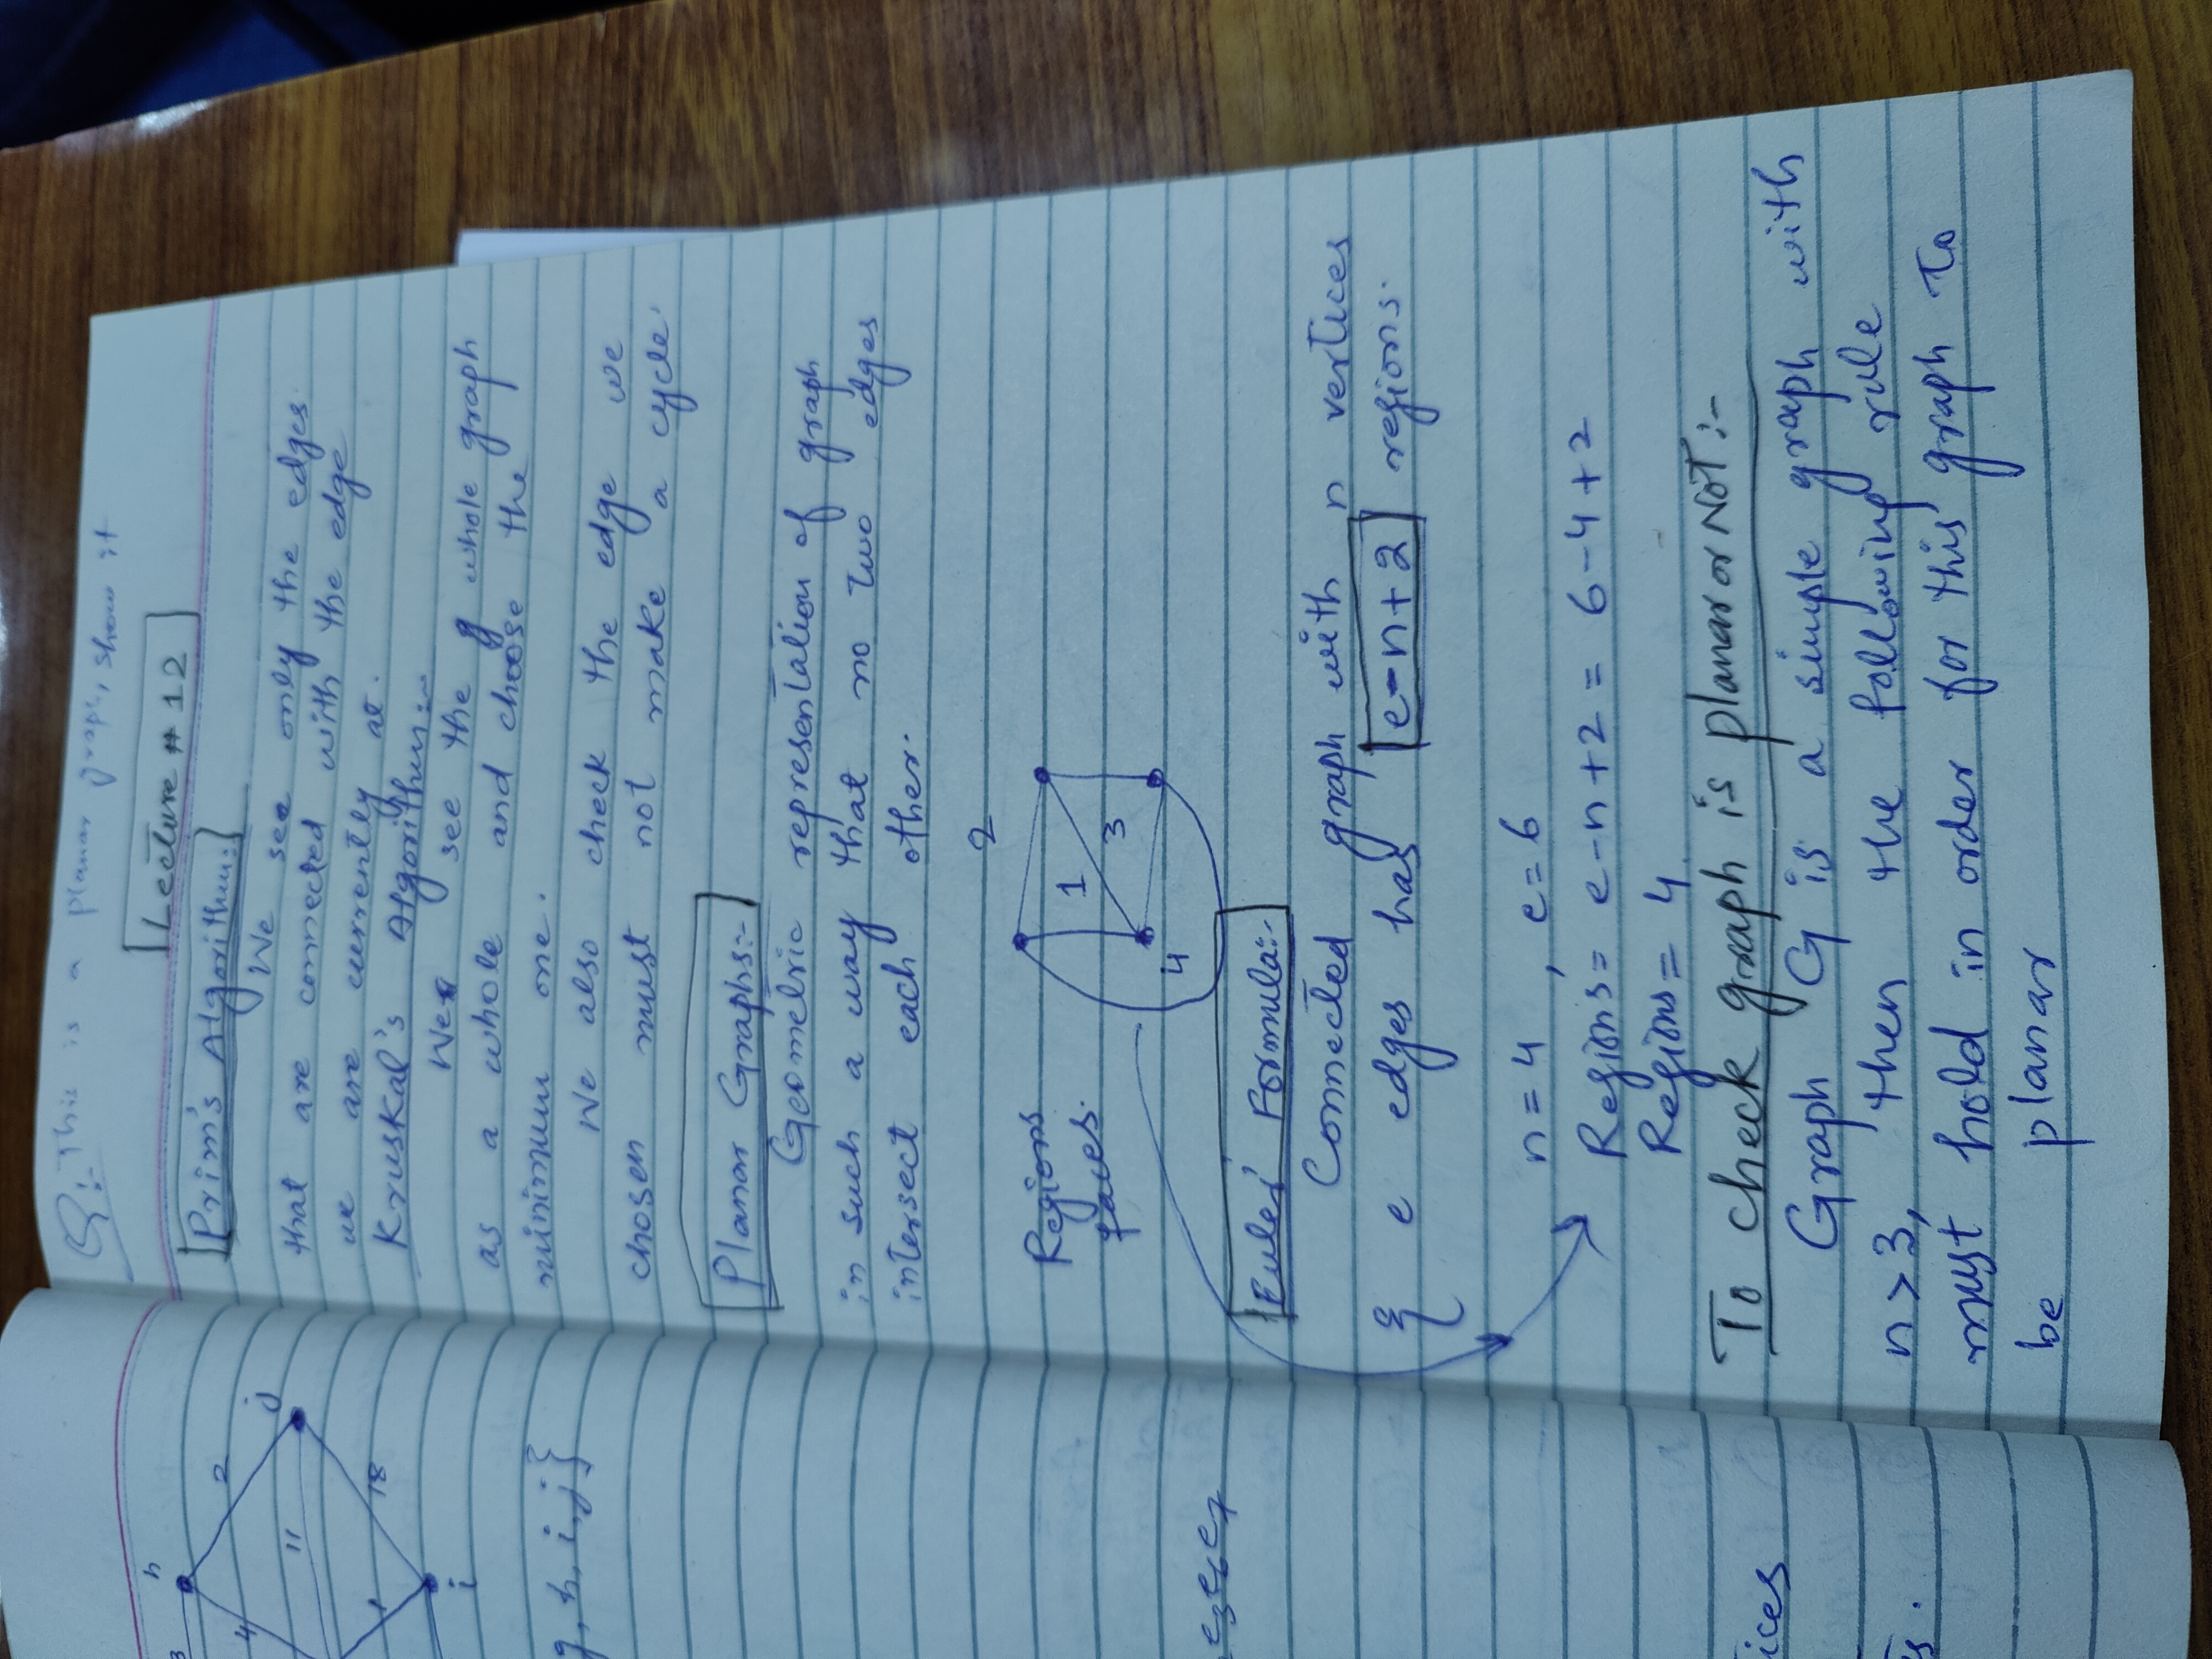 Q:- This is a planar graph, show it
Lecture # 12
Prim's Algorithm:-
We see only the edges.
that are connected with the edge
we are currently at.
Kruskal's Algorithm:-
We see the g whole graph
as a whole and choose the
minimum one.
We also check the edge we
chosen must not make a cycle.
Planar Graphs:-
Geometric representation of graph
in such a way that no two edges
intersect each other.
2
Regions
faces.
1
3
4
Euler Formula:-
Connected graph with n vertices
& e edges has e-n+2 regions.
n = 4 , e = 6
Regions = e-n+2 = 6-4+2
Regions = 4
To check graph is planar or NOT:-
Graph G is a simple graph with
n>3, then the following rule
must hold in order for this graph to
be planar
h
j
2
11
18
4
3
1
i
g, h, i, j}
e3 e6 e7
ices